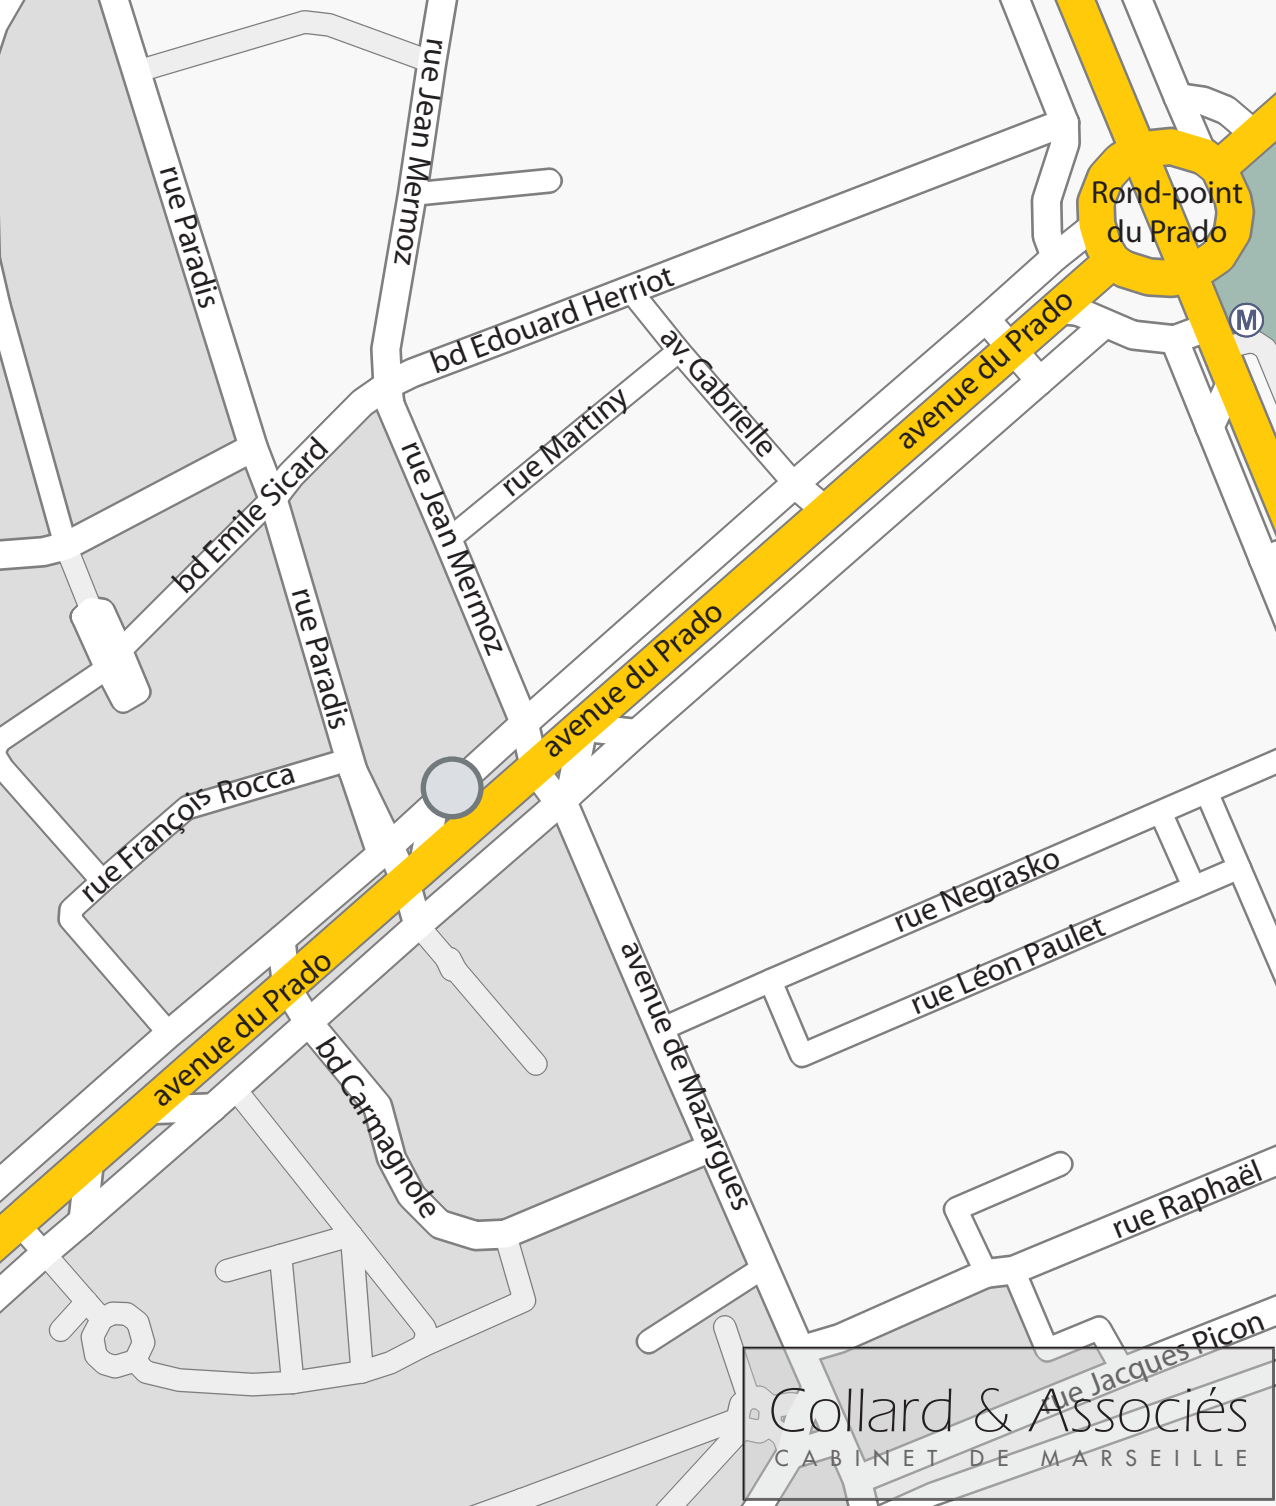 rue Jean Mermoz
rue Paradis
Rond-point
du Prado
M
bd Edouard Herriot
av. Gabrielle
avenue du Prado
rue Martiny
rue Jean Mermoz
bd Emile Sicard
rue Paradis
avenue du Prado
rue François Rocca
rue Negrasko
rue Léon Paulet
avenue du Prado
avenue de Mazargues
bd Carmagnole
rue Raphaël
rue Jacques Picon
Collard & Associés
CABINET DE MARSEILLE